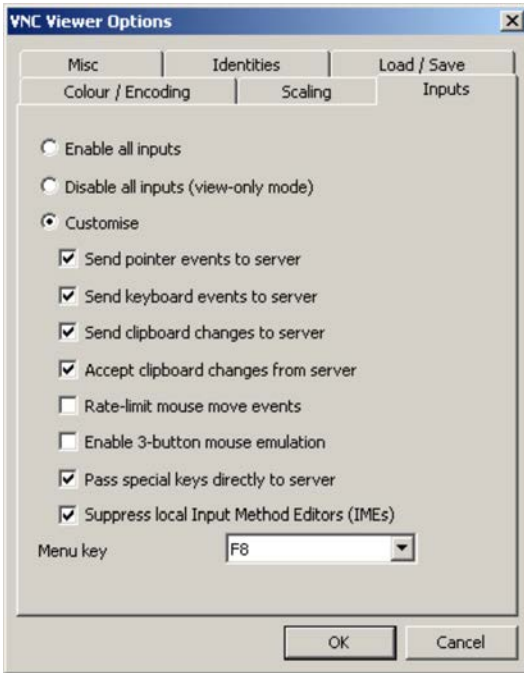 VNC Viewer Options
Misc Identities Load / Save
Colour / Encoding Scaling Inputs
Enable all inputs
Disable all inputs (view-only mode)
Customise
Send pointer events to server
Send keyboard events to server
Send clipboard changes to server
Accept clipboard changes from server
Rate-limit mouse move events
Enable 3-button mouse emulation
Pass special keys directly to server
Suppress local Input Method Editors (IMEs)
Menu key F8
OK Cancel